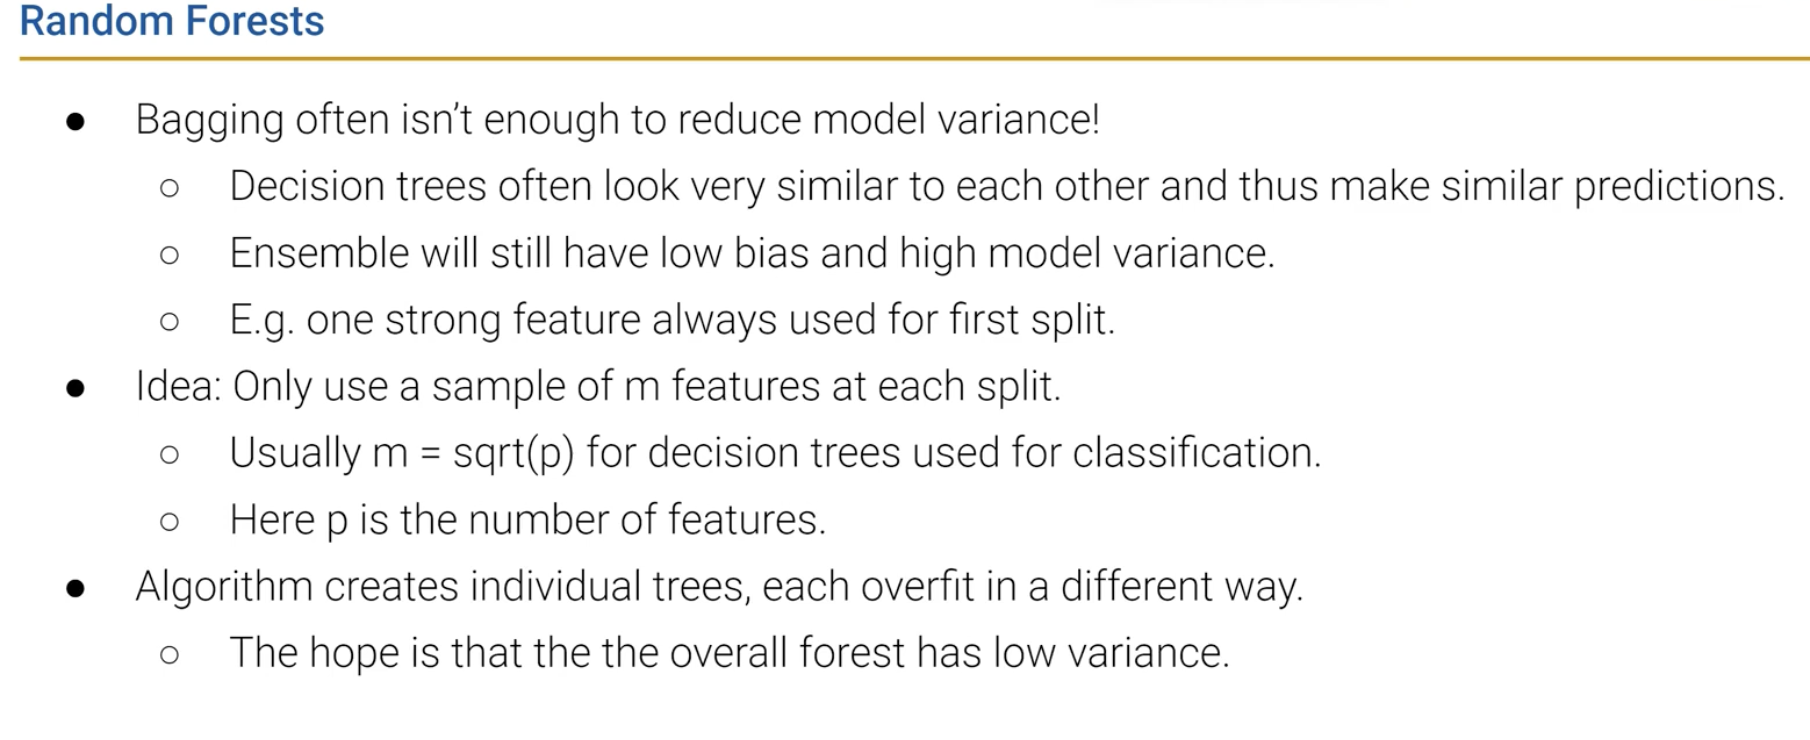 Random Forests
● Bagging often isn't enough to reduce model variance!
○ Decision trees often look very similar to each other and thus make similar predictions.
○ Ensemble will still have low bias and high model variance.
○ E.g. one strong feature always used for first split.
● Idea: Only use a sample of m features at each split.
○ Usually m = sqrt(p) for decision trees used for classification.
○ Here p is the number of features.
● Algorithm creates individual trees, each overfit in a different way.
○ The hope is that the the overall forest has low variance.